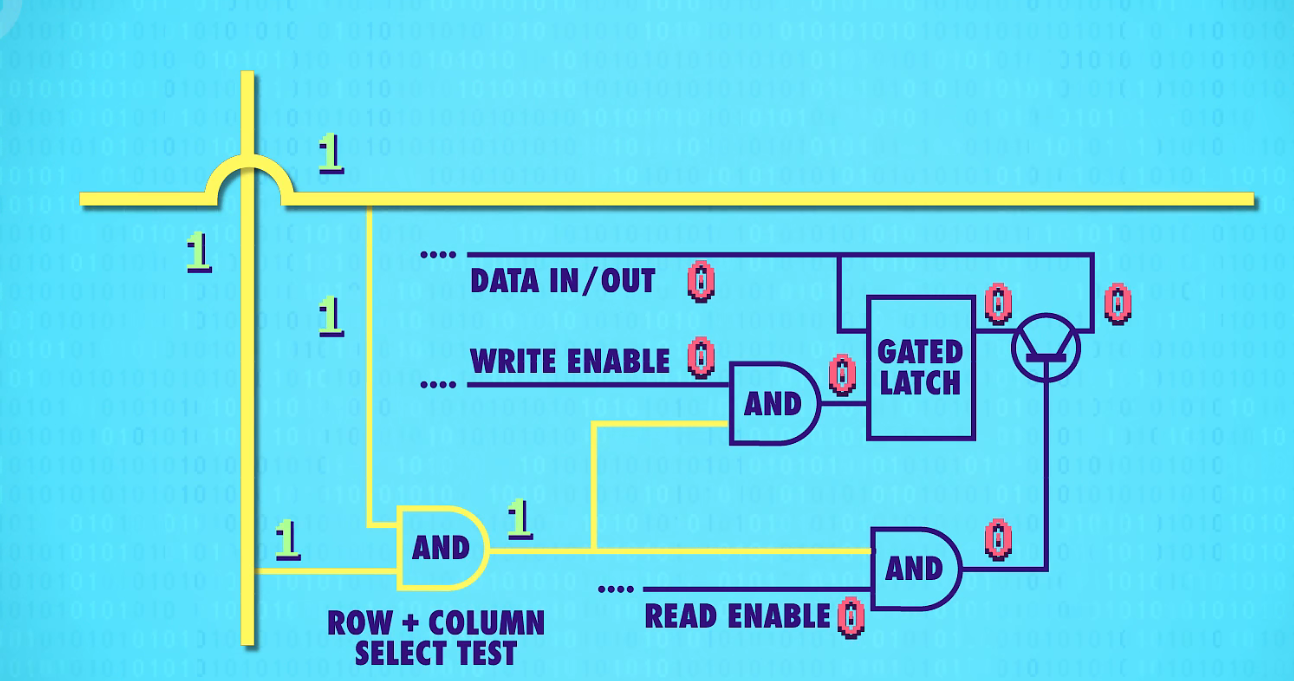 1
1
DATA IN/OUT 0
0 0
1
WRITE ENABLE 0
0
GATED
LATCH
AND
1
1
AND
0
AND
READ ENABLE 0
ROW + COLUMN
SELECT TEST